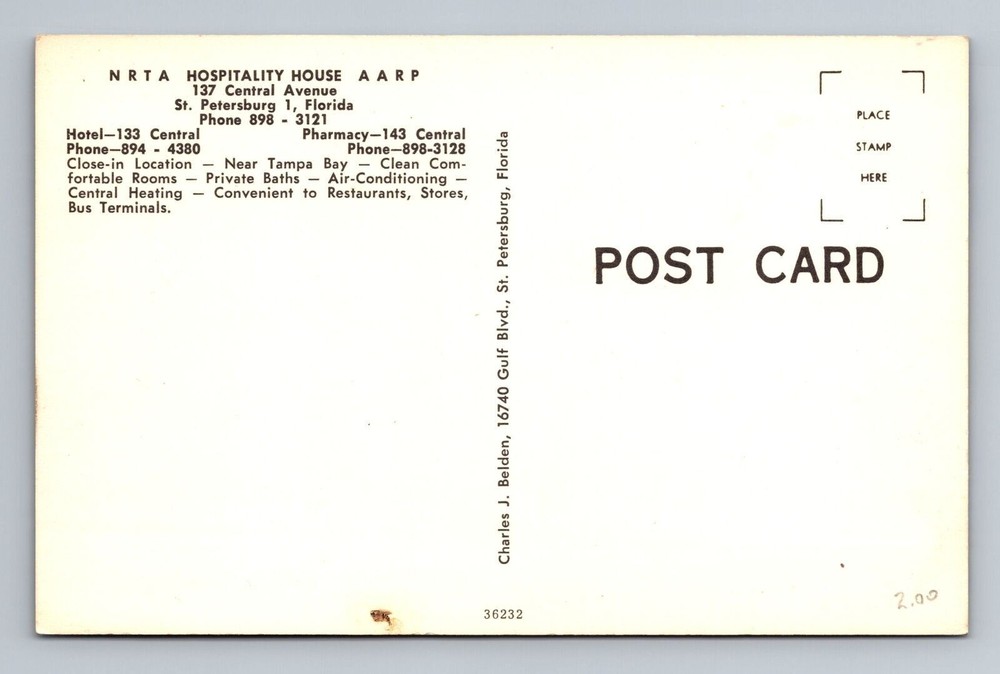 N R T A HOSPITALITY HOUSE A A R P
137 Central Avenue
St. Petersburg 1, Florida
Phone 898 - 3121
Hotel—133 Central Pharmacy—143 Central
Phone—894 - 4380 Phone—898-3128
Close-in Location — Near Tampa Bay — Clean Com-
fortable Rooms — Private Baths — Air-Conditioning —
Central Heating — Convenient to Restaurants, Stores,
Bus Terminals.
Charles J. Belden, 16740 Gulf Blvd., St. Petersburg, Florida
PLACE
STAMP
HERE
POST CARD
36232
2.00